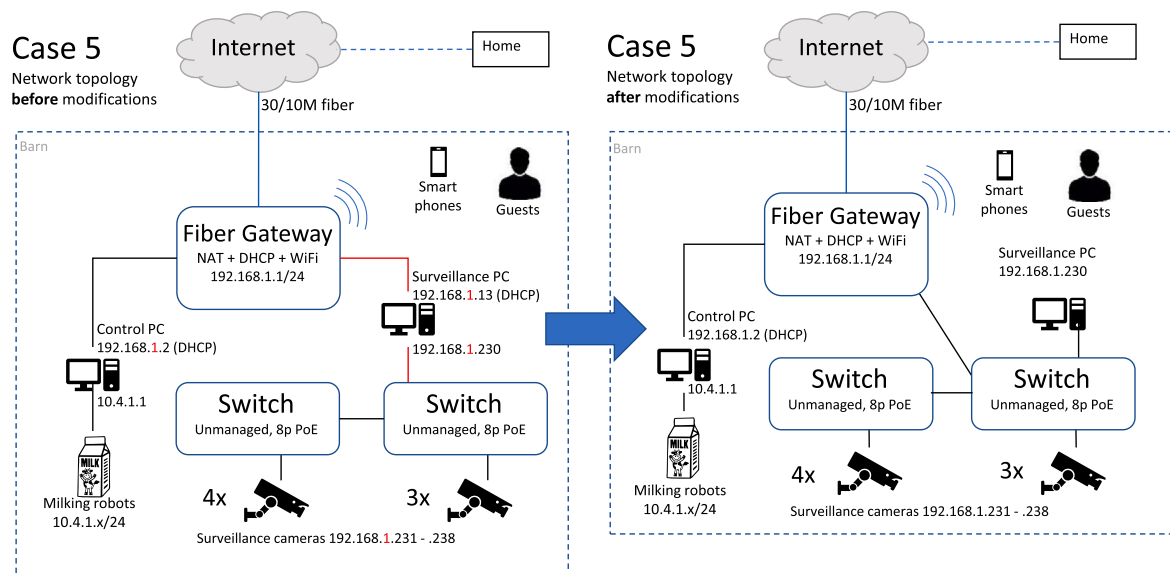 Case 5
Network topology
before modifications
Internet
Home
30/10M fiber
Barn
Smart
phones
Guests
Fiber Gateway
NAT + DHCP + WiFi
192.168.1.1/24
Surveillance PC
192.168.1.13 (DHCP)
192.168.1.230
Control PC
192.168.1.2 (DHCP)
10.4.1.1
Switch
Unmanaged, 8p PoE
Switch
Unmanaged, 8p PoE
MILK
Milking robots
10.4.1.x/24
4x
3x
Surveillance cameras 192.168.1.231 - .238
Case 5
Network topology
after modifications
Internet
Home
30/10M fiber
Barn
Smart
phones
Guests
Fiber Gateway
NAT + DHCP + WiFi
192.168.1.1/24
Surveillance PC
192.168.1.230
Control PC
192.168.1.2 (DHCP)
10.4.1.1
Switch
Unmanaged, 8p PoE
Switch
Unmanaged, 8p PoE
MILK
Milking robots
10.4.1.x/24
4x
3x
Surveillance cameras 192.168.1.231 - .238